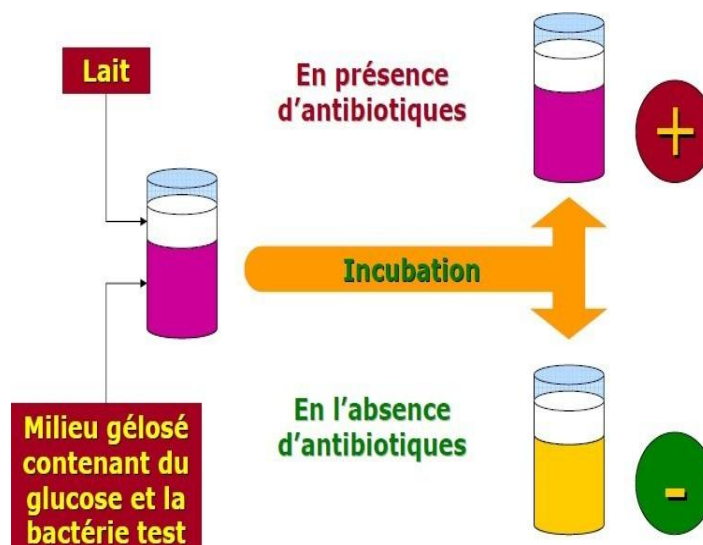 Lait
En présence
d'antibiotiques
+
Incubation
En l'absence
d'antibiotiques
-
Milieu gélosé
contenant du
glucose et la
bactérie test